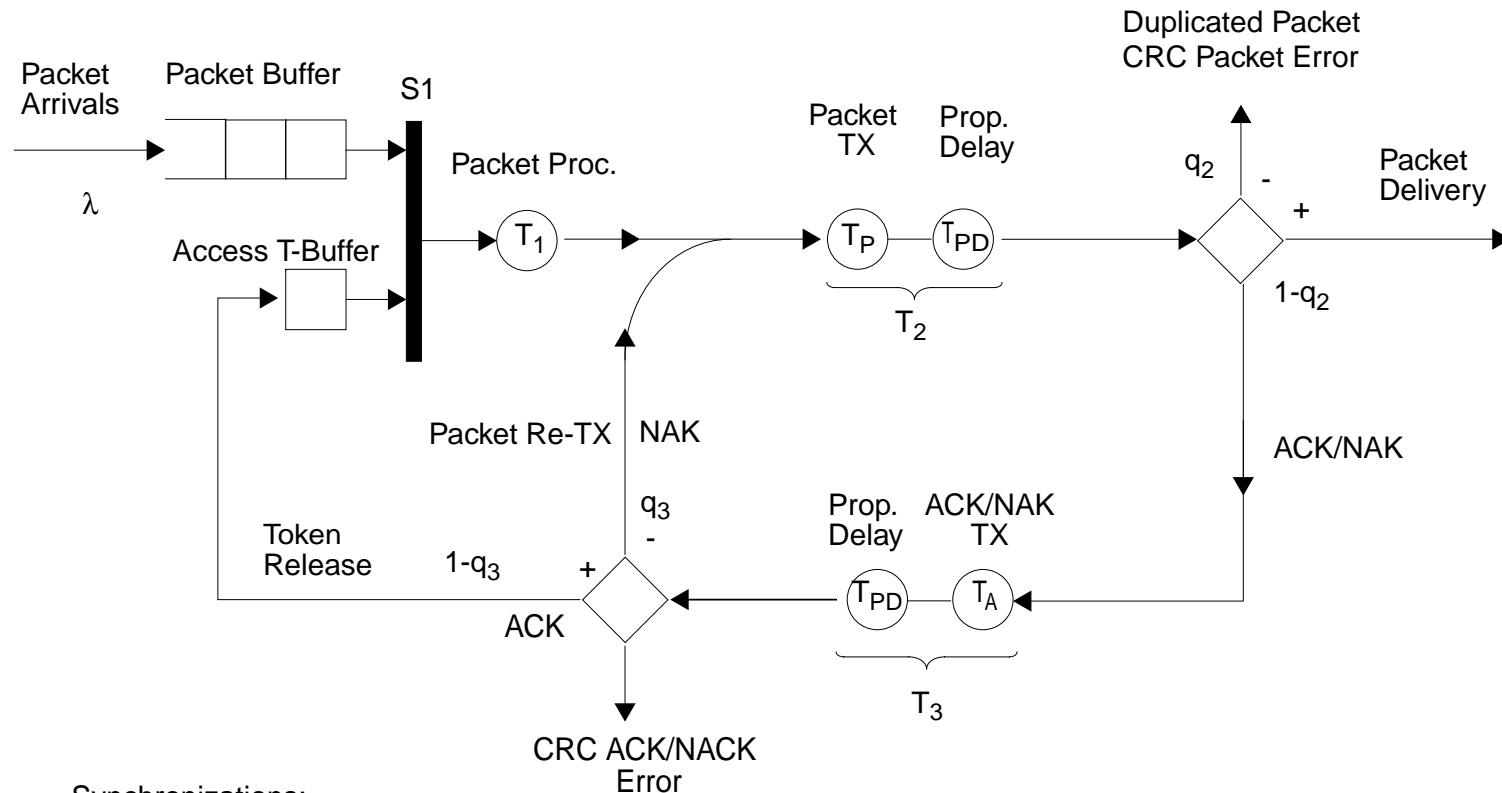 Duplicated Packet
CRC Packet Error
Packet
Arrivals
Packet Buffer
S1
Packet
TX
Prop.
Delay
Packet Proc.
q2
-
+
Packet
Delivery
λ
T1
TP
TPD
Access T-Buffer
1-q2
T2
Packet Re-TX
NAK
ACK/NAK
q3
-
Prop.
Delay
ACK/NAK
TX
Token
Release
1-q3
+
TPD
TA
ACK
T3
CRC ACK/NACK
Error
Synchronizations: